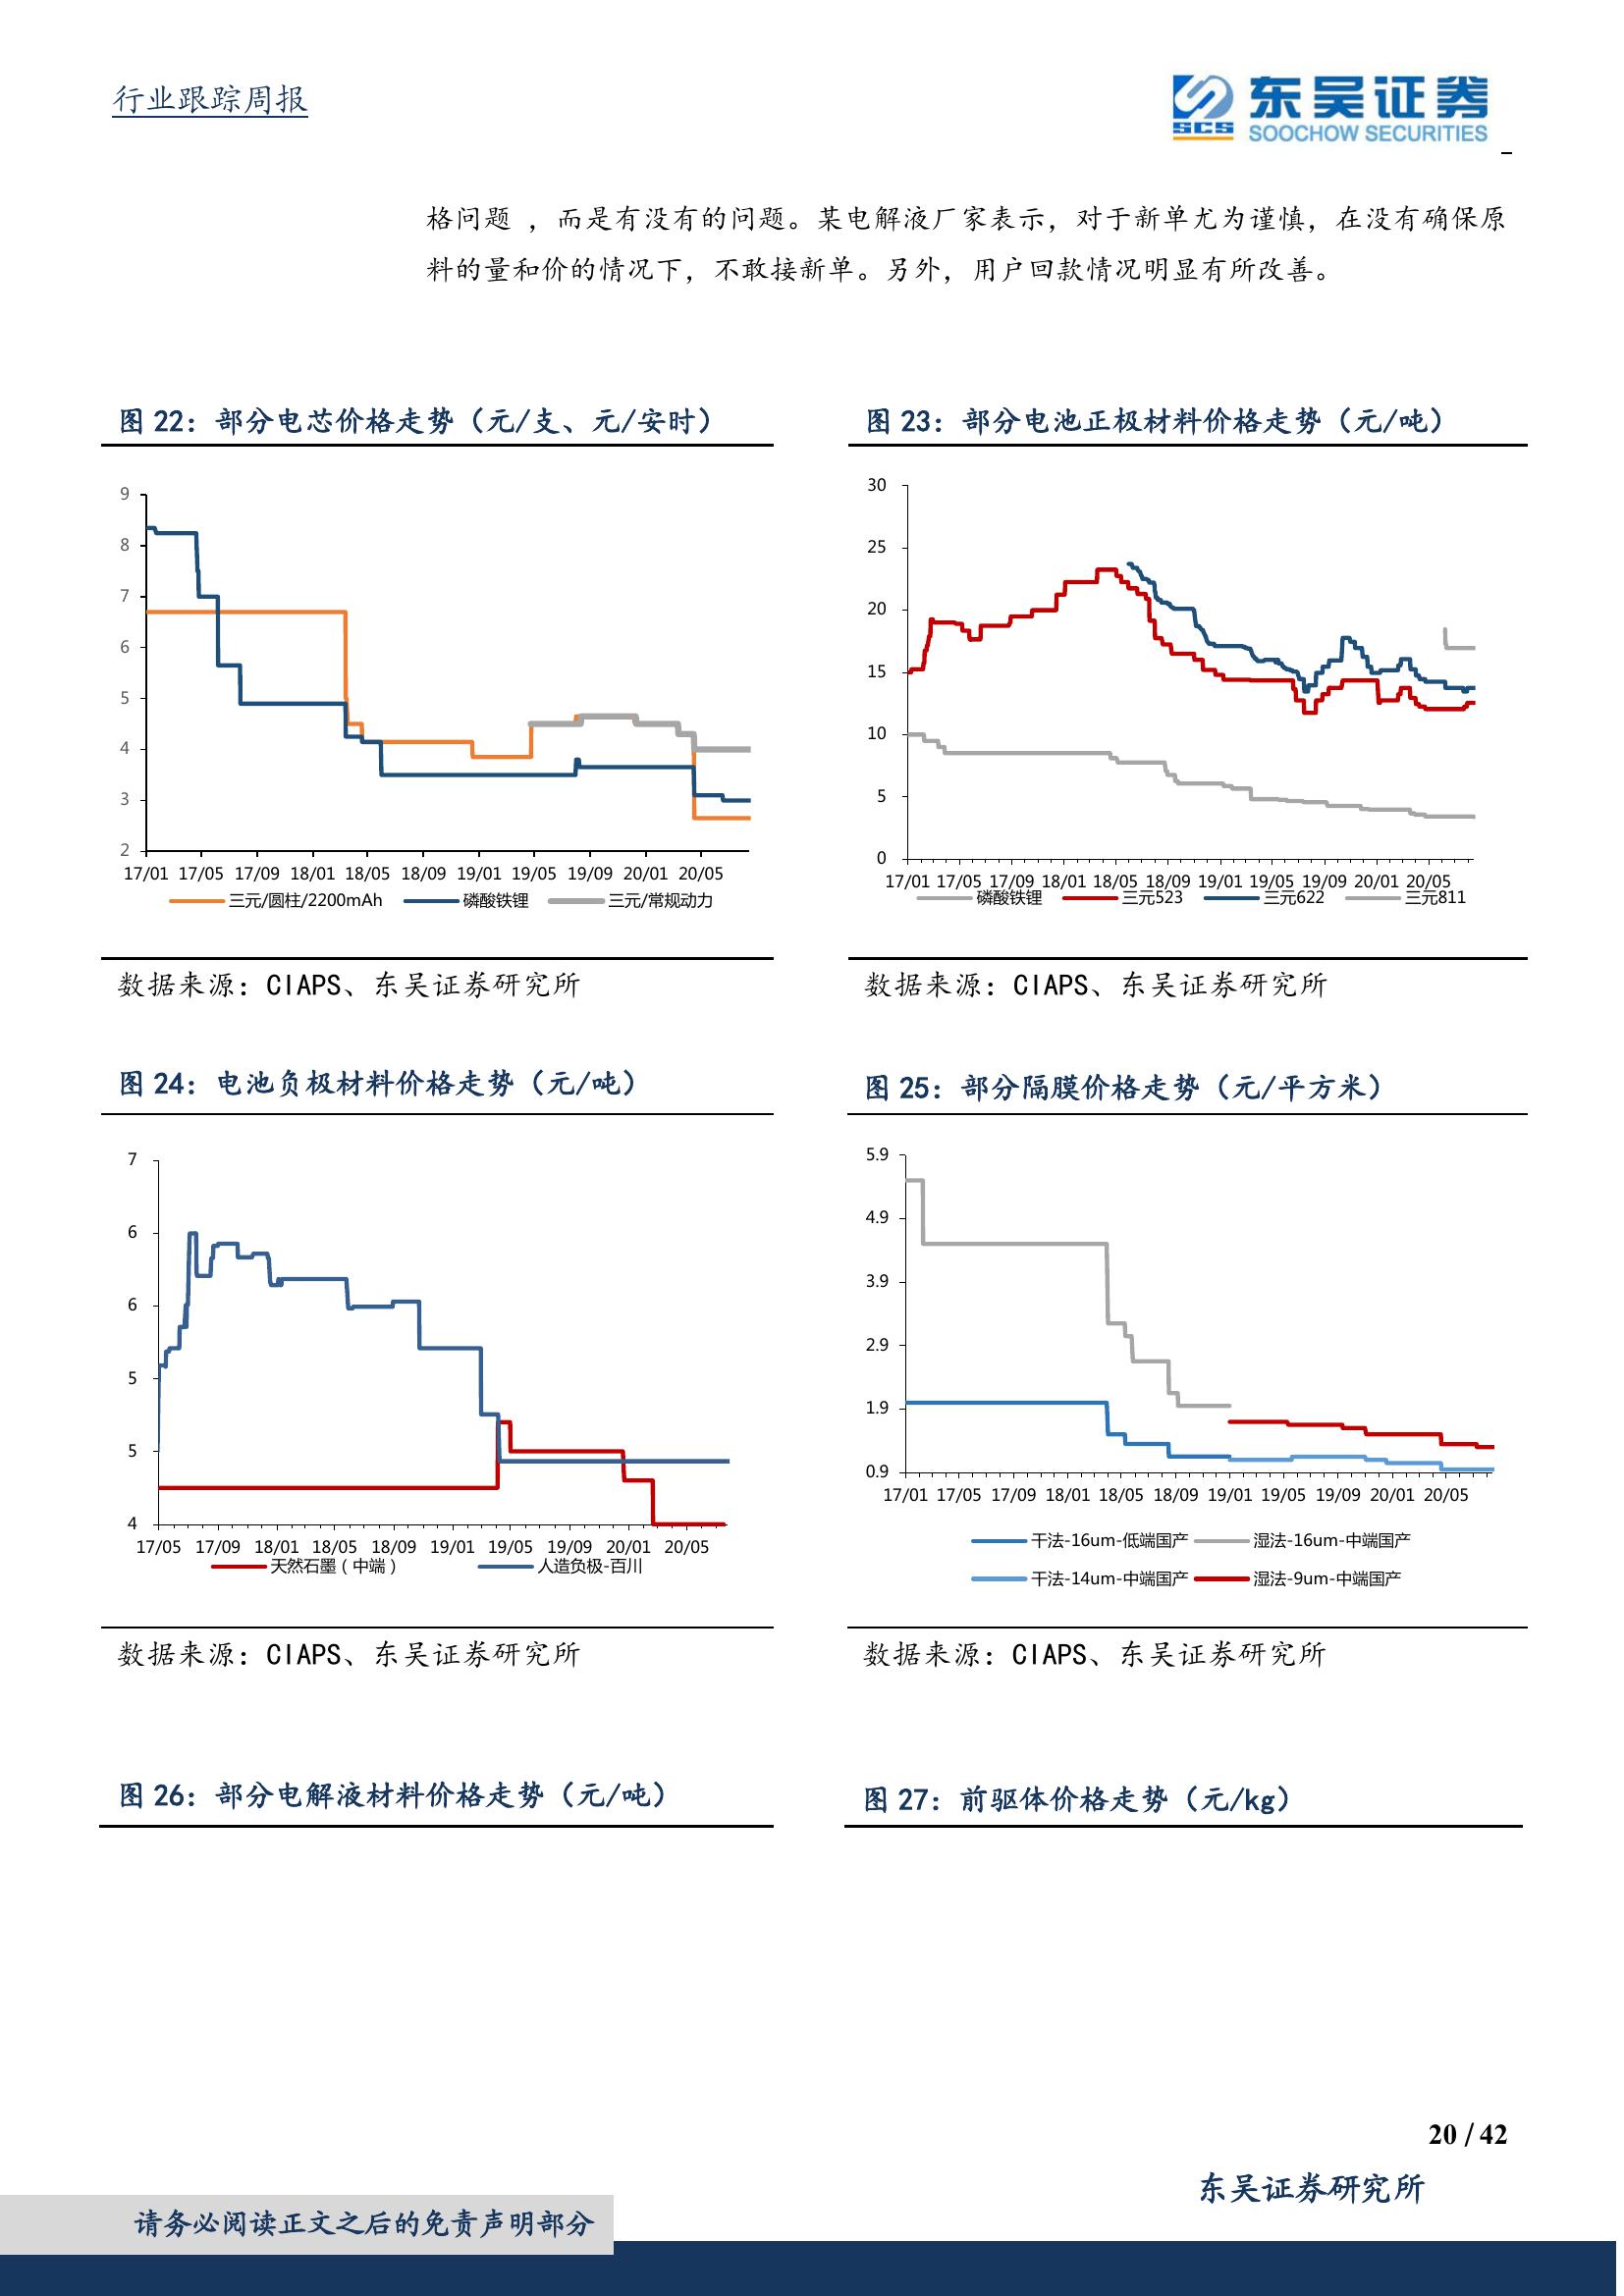 行业跟踪周报
SCS
东吴证券
SOOCHOW SECURITIES
格问题 ，而是有没有的问题。某电解液厂家表示，对于新单尤为谨慎，在没有确保原
料的量和价的情况下，不敢接新单。另外，用户回款情况明显有所改善。
图 22：部分电芯价格走势（元/支、元/安时）
9
8
7
6
5
4
3
2
17/01 17/05 17/09 18/01 18/05 18/09 19/01 19/05 19/09 20/01 20/05
三元/圆柱/2200mAh 磷酸铁锂 三元/常规动力
数据来源：CIAPS、东吴证券研究所
图 23：部分电池正极材料价格走势（元/吨）
30
25
20
15
10
5
0
17/01 17/05 17/09 18/01 18/05 18/09 19/01 19/05 19/09 20/01 20/05
磷酸铁锂 三元523 三元622 三元811
数据来源：CIAPS、东吴证券研究所
图 24：电池负极材料价格走势（元/吨）
7
6
6
5
5
4
17/05 17/09 18/01 18/05 18/09 19/01 19/05 19/09 20/01 20/05
天然石墨（中端） 人造负极-百川
数据来源：CIAPS、东吴证券研究所
图 25：部分隔膜价格走势（元/平方米）
5.9
4.9
3.9
2.9
1.9
0.9
17/01 17/05 17/09 18/01 18/05 18/09 19/01 19/05 19/09 20/01 20/05
干法-16um-低端国产 湿法-16um-中端国产
干法-14um-中端国产 湿法-9um-中端国产
数据来源：CIAPS、东吴证券研究所
图 26：部分电解液材料价格走势（元/吨）
图 27：前驱体价格走势（元/kg）
20 / 42
东吴证券研究所
请务必阅读正文之后的免责声明部分